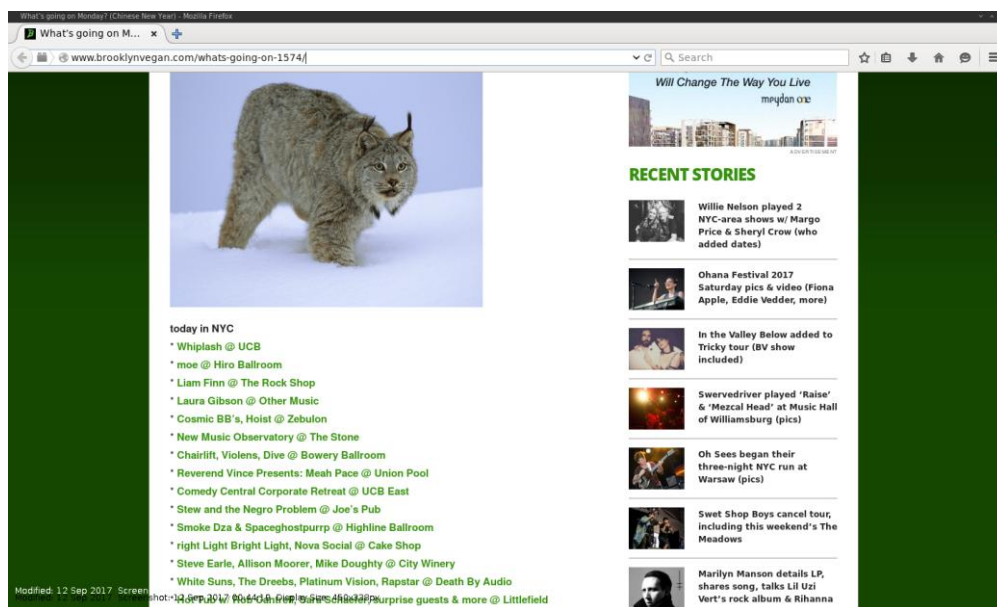 What's going on Monday? (Chinese New Year) - Mozilla Firefox
What's going on M...
www.brooklynvegan.com/whats-going-on-1574/
Search
Will Change The Way You Live
meydan one
ADVERTISEMENT
RECENT STORIES
Willie Nelson played 2
NYC-area shows w/ Margo
Price & Sheryl Crow (who
added dates)
Ohana Festival 2017
Saturday pics & video (Fiona
Apple, Eddie Vedder, more)
In the Valley Below added to
Tricky tour (BV show
included)
Swervedriver played ‘Raise’
& ‘Mezcal Head’ at Music Hall
of Williamsburg (pics)
Oh Sees began their
three-night NYC run at
Warsaw (pics)
Swet Shop Boys cancel tour,
including this weekend's The
Meadows
Marilyn Manson details LP,
shares song, talks Lil Uzi
Vert's rock album & Rihanna
today in NYC
* Whiplash @ UCB
* moe @ Hiro Ballroom
* Liam Finn @ The Rock Shop
* Laura Gibson @ Other Music
* Cosmic BB's, Hoist @ Zebulon
* New Music Observatory @ The Stone
* Chairlift, Violens, Dive @ Bowery Ballroom
* Reverend Vince Presents: Meah Pace @ Union Pool
* Comedy Central Corporate Retreat @ UCB East
* Stew and the Negro Problem @ Joe's Pub
* Smoke Dza & Spaceghostpurrp @ Highline Ballroom
* right Light Bright Light, Nova Social @ Cake Shop
* Steve Earle, Allison Moorer, Mike Doughty @ City Winery
* White Suns, The Dreebs, Platinum Vision, Rapstar @ Death By Audio
surprise guests & more @ Littlefield
Modified: 12 Sep 2017 Screen